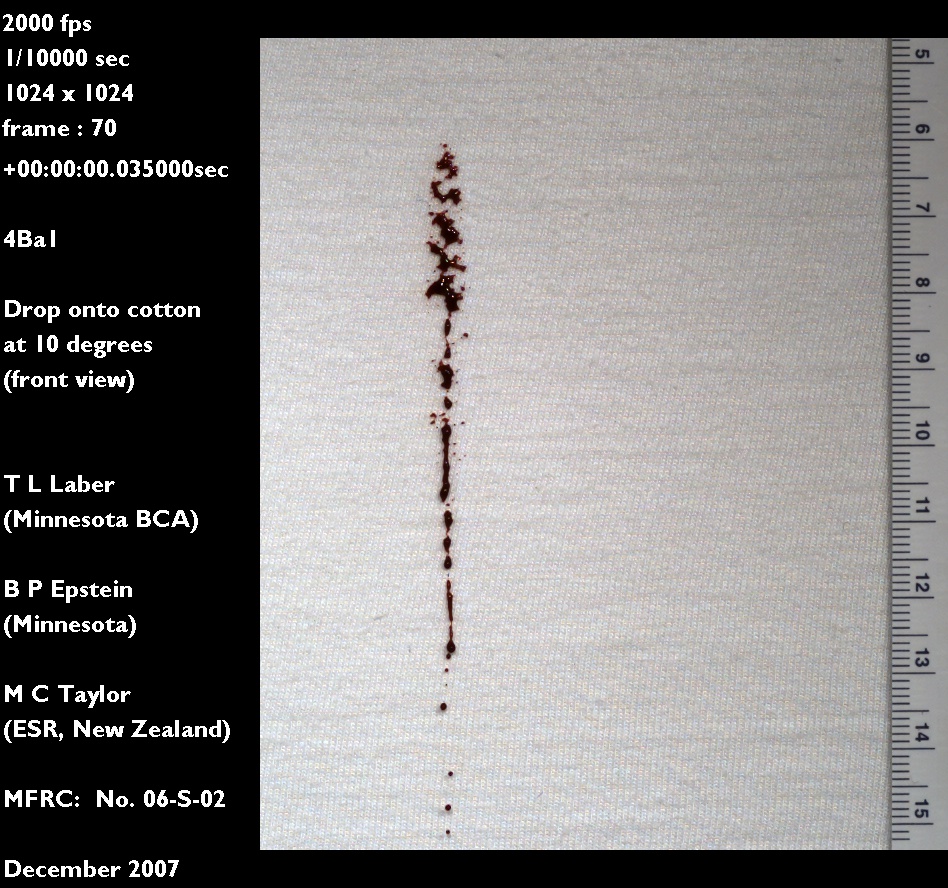 2000 fps
1/10000 sec
1024 x 1024
frame : 70
+00:00:00.035000sec
4Ba1
Drop onto cotton
at 10 degrees
(front view)
T L Laber
(Minnesota BCA)
B P Epstein
(Minnesota)
M C Taylor
(ESR, New Zealand)
MFRC:  No. 06-S-02
December 2007
5
6
7
8
9
10
11
12
13
14
15